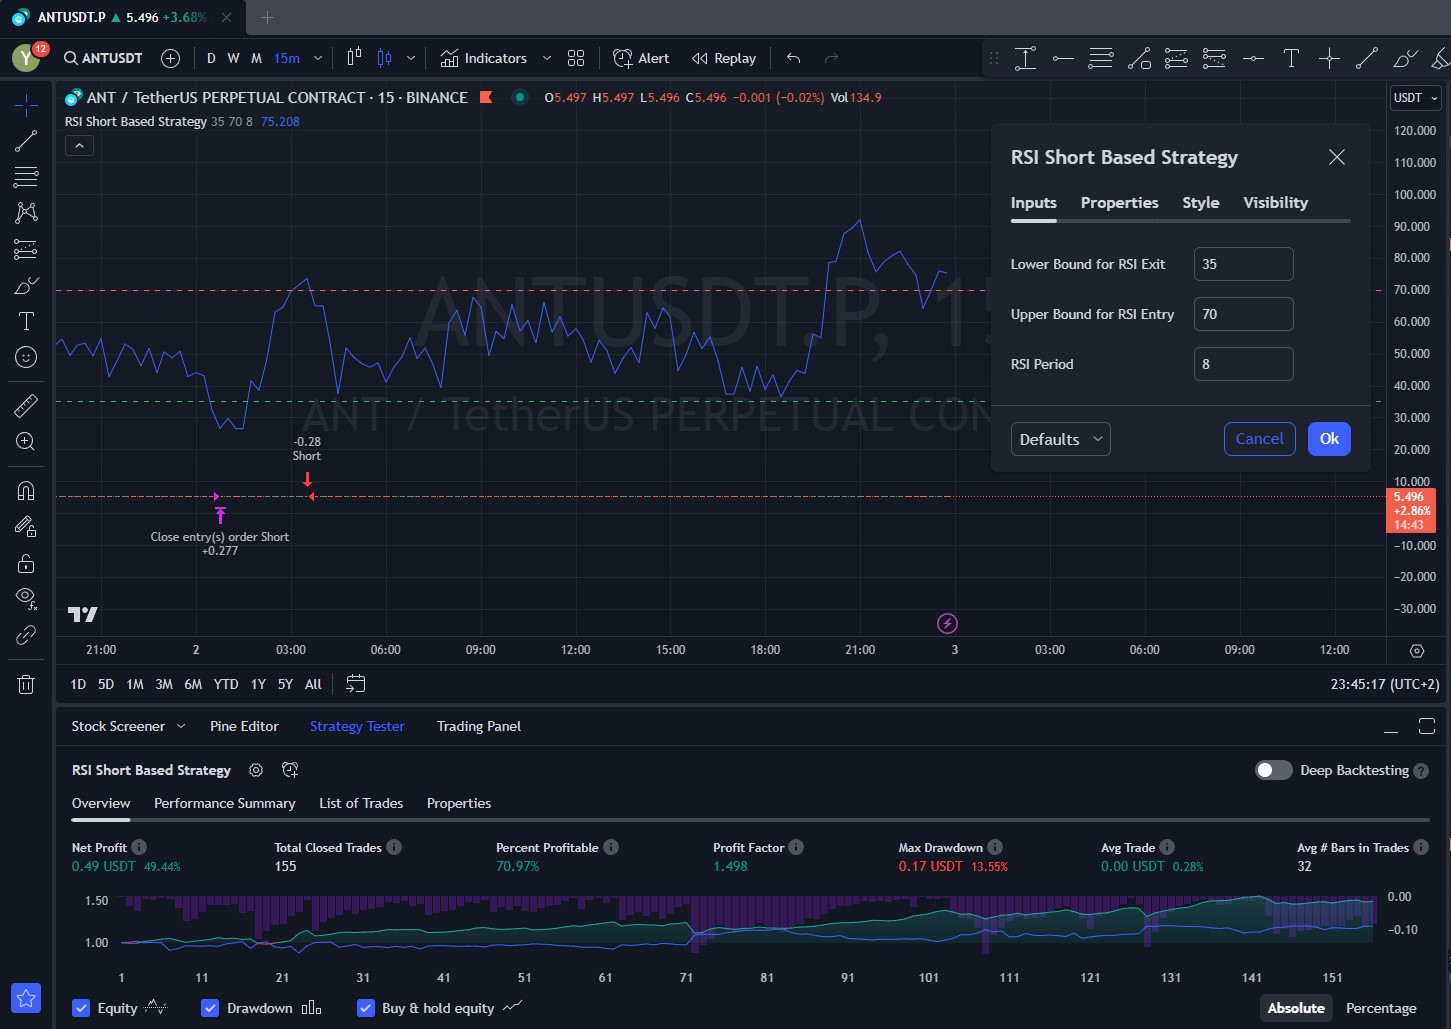 ANTUSDT.P ▲ 5.496 +3.68%
Y 12 ANTUSDT D W M 15m Indicators Alert Replay
ANT / TetherUS PERPETUAL CONTRACT · 15 · BINANCE O5.497 H5.497 L5.496 C5.496 −0.001 (−0.02%) Vol134.9
USDT
RSI Short Based Strategy 35 70 8 75.208
120.000
110.000
100.000
90.000
80.000
70.000
60.000
50.000
40.000
30.000
20.000
10.000
5.496
+2.86%
14:43
−10.000
−20.000
−30.000
RSI Short Based Strategy
Inputs Properties Style Visibility
Lower Bound for RSI Exit 35
Upper Bound for RSI Entry 70
RSI Period 8
Defaults Cancel Ok
ANTUSDT.P, 15
ANT / TetherUS PERPETUAL CON
-0.28
Short
Close entry(s) order Short
+0.277
21:00 2 03:00 06:00 09:00 12:00 15:00 18:00 21:00 3 03:00 06:00 09:00 12:00
1D 5D 1M 3M 6M YTD 1Y 5Y All 23:45:17 (UTC+2)
Stock Screener Pine Editor Strategy Tester Trading Panel
RSI Short Based Strategy Deep Backtesting
Overview Performance Summary List of Trades Properties
Net Profit Total Closed Trades Percent Profitable Profit Factor Max Drawdown Avg Trade Avg # Bars in Trades
0.49 USDT 49.44% 155 70.97% 1.498 0.17 USDT 13.55% 0.00 USDT 0.28% 32
1.50 0.00
1.00 −0.10
1 11 21 31 41 51 61 71 81 91 101 111 121 131 141 151
Equity Drawdown Buy & hold equity Absolute Percentage